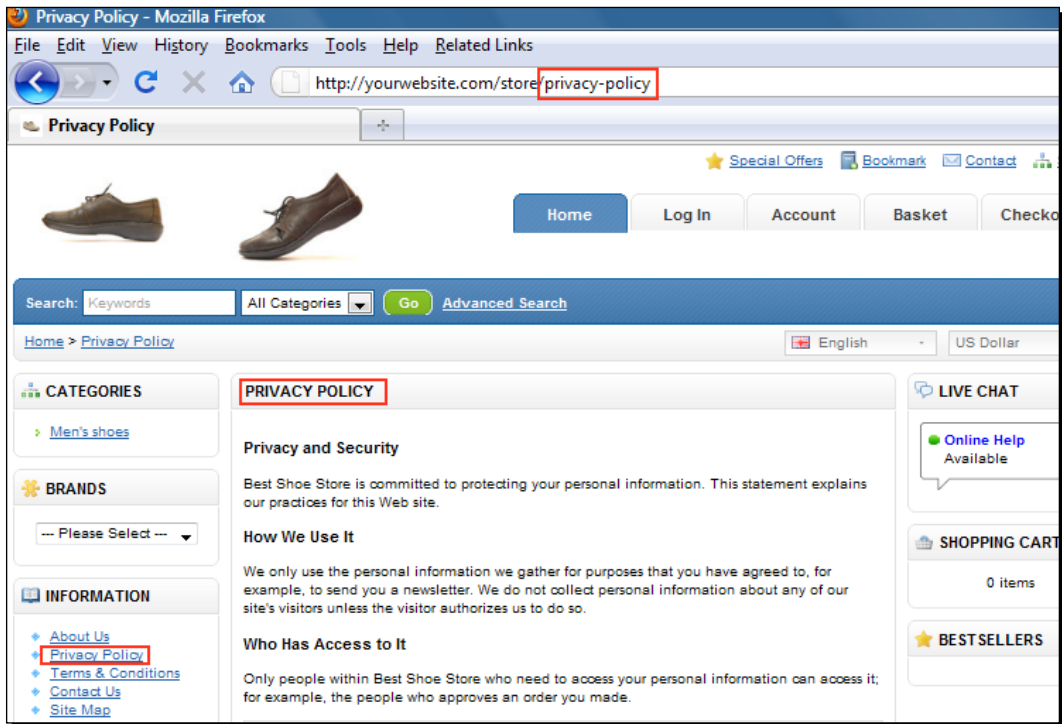 Privacy Policy - Mozilla Firefox
File Edit View History Bookmarks Tools Help Related Links
http://yourwebsite.com/store/privacy-policy
Privacy Policy
Special Offers Bookmark Contact
Home Log In Account Basket Checko
Search: Keywords All Categories Go Advanced Search
Home > Privacy Policy
English US Dollar
CATEGORIES
Men's shoes
BRANDS
--- Please Select ---
INFORMATION
About Us
Privacy Policy
Terms & Conditions
Contact Us
Site Map
PRIVACY POLICY
Privacy and Security
Best Shoe Store is committed to protecting your personal information. This statement explains
our practices for this Web site.
How We Use It
We only use the personal information we gather for purposes that you have agreed to, for
example, to send you a newsletter. We do not collect personal information about any of our
site's visitors unless the visitor authorizes us to do so.
Who Has Access to It
Only people within Best Shoe Store who need to access your personal information can access it;
for example, the people who approves an order you made.
LIVE CHAT
Online Help
Available
SHOPPING CART
0 items
BESTSELLERS